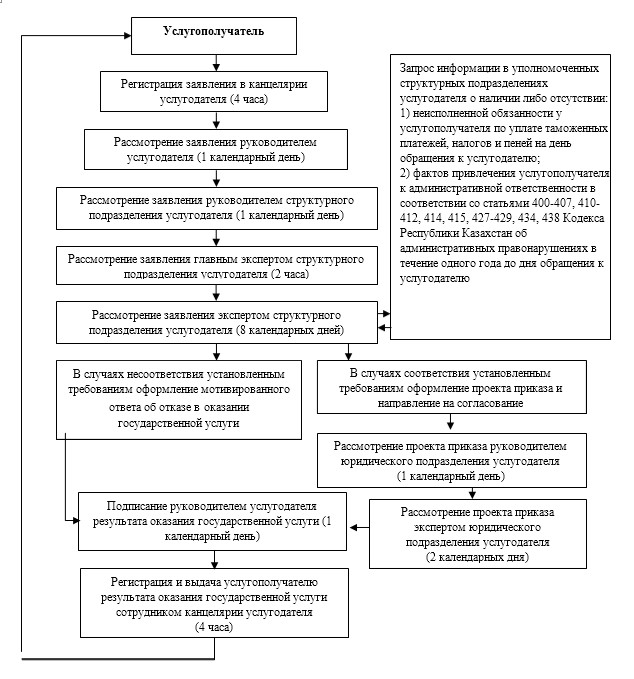 Услугополучатель
Регистрация заявления в канцелярии
услугодателя (4 часа)
Рассмотрение заявления руководителем
услугодателя (1 календарный день)
Рассмотрение заявления руководителем структурного
подразделения услугодателя (1 календарный день)
Рассмотрение заявления главным экспертом структурного
подразделения услугодателя (2 часа)
Рассмотрение заявления экспертом структурного
подразделения услугодателя (8 календарных дней)
Запрос информации в уполномоченных
структурных подразделениях
услугодателя о наличии либо отсутствии:
1) неисполненной обязанности у
услугополучателя по уплате таможенных
платежей, налогов и пеней на день
обращения к услугодателю;
2) фактов привлечения услугополучателя
к административной ответственности в
соответствии со статьями 400-407, 410-
412, 414, 415, 427-429, 434, 438 Кодекса
Республики Казахстан об
административных правонарушениях в
течение одного года до дня обращения к
услугодателю
В случаях несоответствия установленным
требованиям оформление мотивированного
ответа об отказе в оказании
государственной услуги
В случаях соответствия установленным
требованиям оформление проекта приказа и
направление на согласование
Рассмотрение проекта приказа руководителем
юридического подразделения услугодателя
(1 календарный день)
Рассмотрение проекта приказа
экспертом юридического
подразделения услугодателя
(2 календарных дня)
Подписание руководителем услугодателя
результата оказания государственной услуги (1
календарный день)
Регистрация и выдача услугополучателю
результата оказания государственной услуги
сотрудником канцелярии услугодателя
(4 часа)